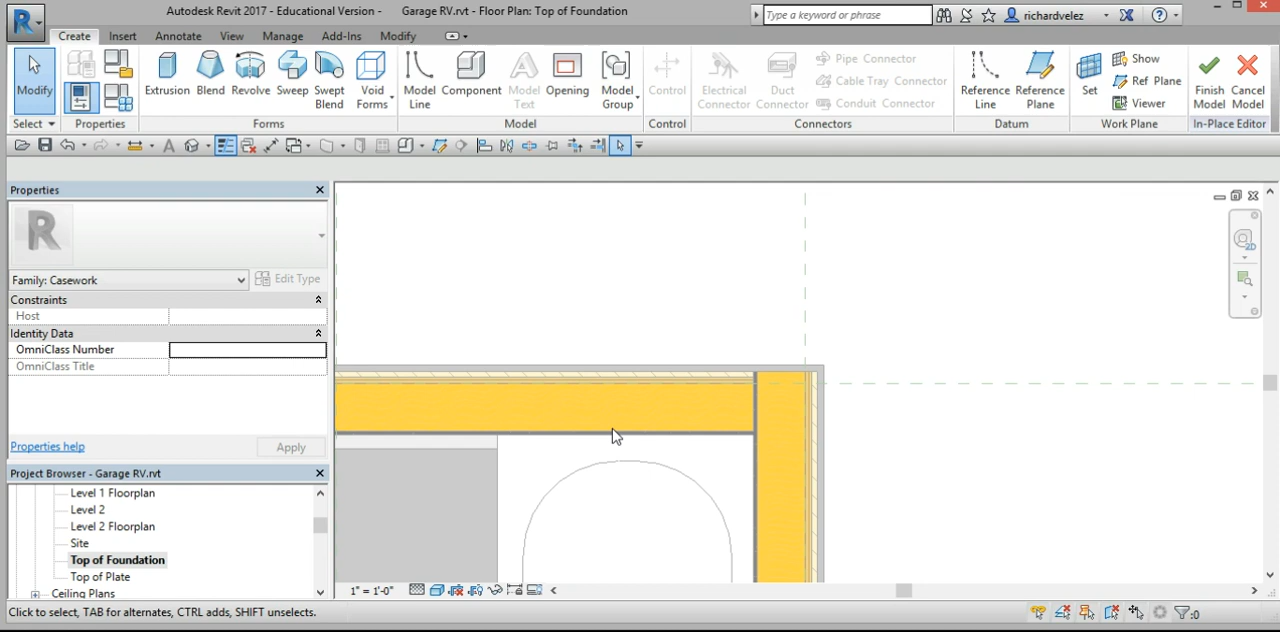 Autodesk Revit 2017 - Educational Version - Garage RV.rvt - Floor Plan: Top of Foundation
Type a keyword or phrase
richardvelez
Create Insert Annotate View Manage Add-Ins Modify
Modify
Extrusion Blend Revolve Sweep Swept Blend Void Forms
Model Line Component Model Text Opening Model Group
Control
Electrical Connector Duct Connector
Pipe Connector
Cable Tray Connector
Conduit Connector
Reference Line Reference Plane
Set
Show
Ref Plane
Viewer
Finish Model Cancel Model
Select Properties Forms Model Control Connectors Datum Work Plane In-Place Editor
Properties
Family: Casework Edit Type
Constraints
Host
Identity Data
OmniClass Number
OmniClass Title
Properties help Apply
Project Browser - Garage RV.rvt
Level 1 Floorplan
Level 2
Level 2 Floorplan
Site
Top of Foundation
Top of Plate
Ceiling Plans
2D
1" = 1'-0"
Click to select, TAB for alternates, CTRL adds, SHIFT unselects.
:0